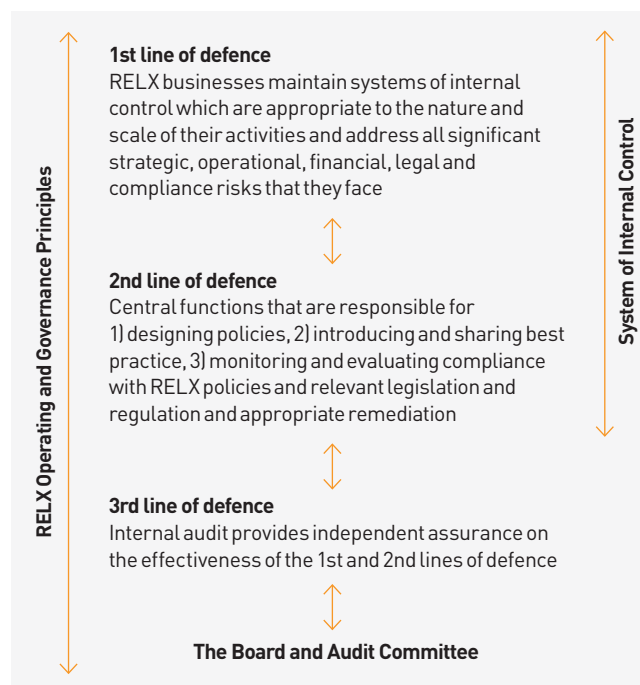 1st line of defence
RELX businesses maintain systems of internal
control which are appropriate to the nature and
scale of their activities and address all significant
strategic, operational, financial, legal and
compliance risks that they face
2nd line of defence
Central functions that are responsible for
1) designing policies, 2) introducing and sharing best
practice, 3) monitoring and evaluating compliance
with RELX policies and relevant legislation and
regulation and appropriate remediation
3rd line of defence
Internal audit provides independent assurance on
the effectiveness of the 1st and 2nd lines of defence
The Board and Audit Committee
RELX Operating and Governance Principles
System of Internal Control